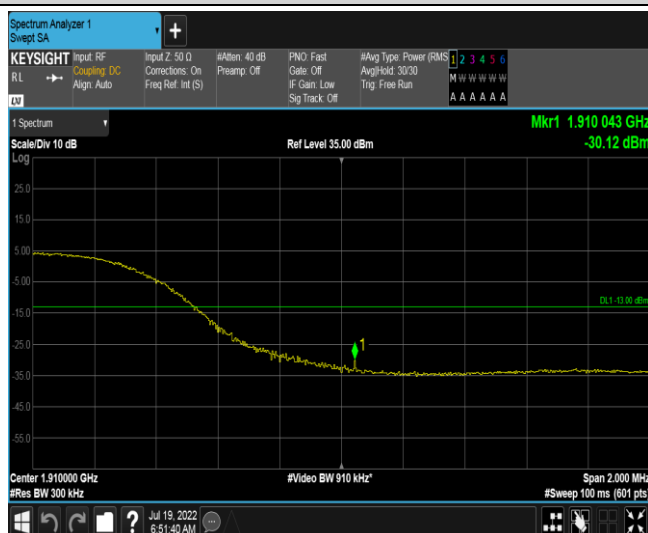 Spectrum Analyzer 1
Swept SA
+
KEYSIGHT
RL
Input: RF
Coupling: DC
Align: Auto
Input Z: 50 Ω
Corrections: On
Freq Ref: Int (S)
#Atten: 40 dB
Preamp: Off
PNO: Fast
Gate: Off
IF Gain: Low
Sig Track: Off
#Avg Type: Power (RMS
Avg|Hold: 30/30
Trig: Free Run
1 2 3 4 5 6
M W W W W W
A A A A A A
LXI
1 Spectrum
Mkr1 1.910 043 GHz
Scale/Div 10 dB
Ref Level 35.00 dBm
-30.12 dBm
Log
25.0
15.0
5.00
-5.00
DL1 -13.00 dBm
-15.0
-25.0
1
-35.0
-45.0
-55.0
Center 1.910000 GHz
#Video BW 910 kHz*
Span 2.000 MHz
#Res BW 300 kHz
#Sweep 100 ms (601 pts)
?
Jul 19, 2022
6:51:40 AM